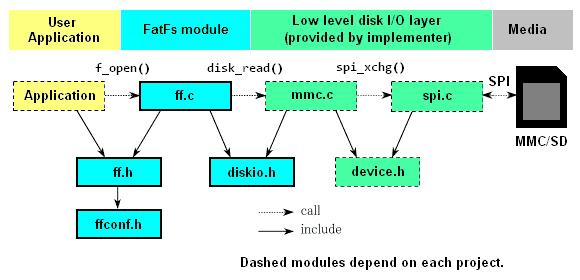 User
Application
FatFs module
Low level disk I/O layer
(provided by implementer)
Media
f_open()
disk_read()
spi_xchg()
Application
ff.c
mmc.c
spi.c
SPI
MMC/SD
ff.h
diskio.h
device.h
ffconf.h
call
include
Dashed modules depend on each project.